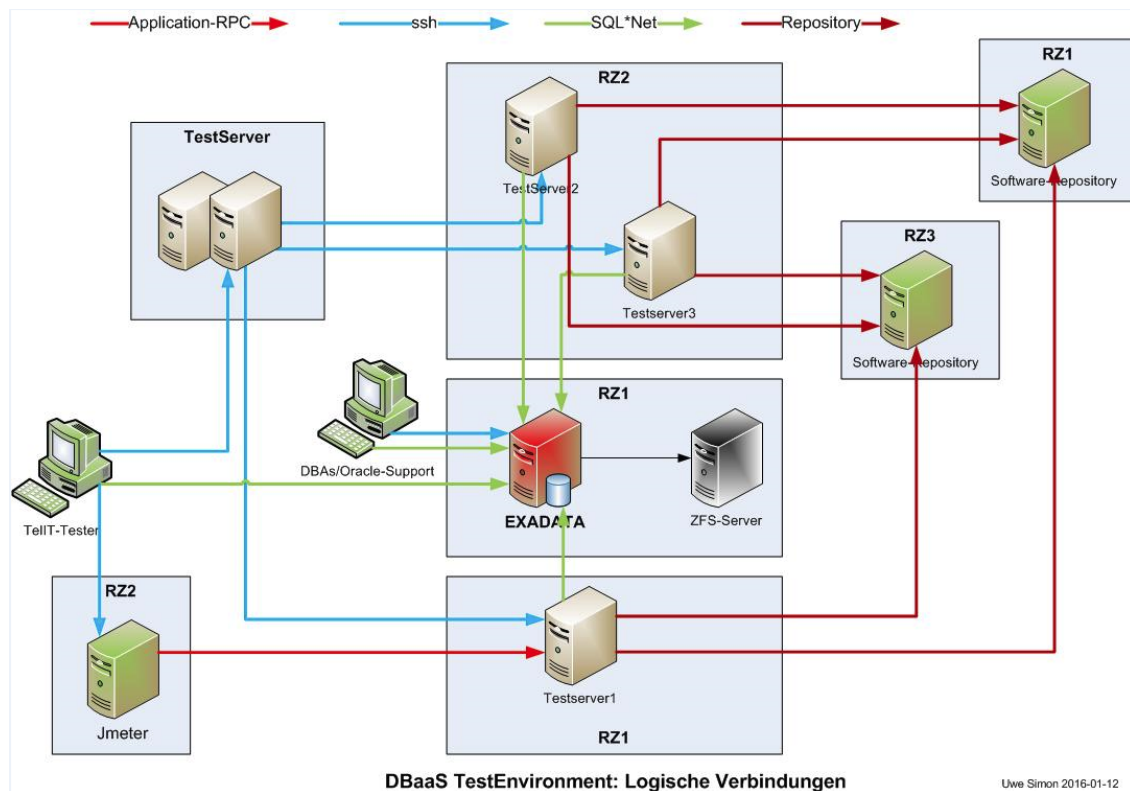 Application-RPC
ssh
SQL*Net
Repository
RZ1
Software-Repository
RZ2
TestServer2
Testserver3
TestServer
RZ3
Software-Repository
RZ1
DBAs/Oracle-Support
EXADATA
ZFS-Server
TelIT-Tester
RZ2
Jmeter
Testserver1
RZ1
DBaaS TestEnvironment: Logische Verbindungen
Uwe Simon 2016-01-12